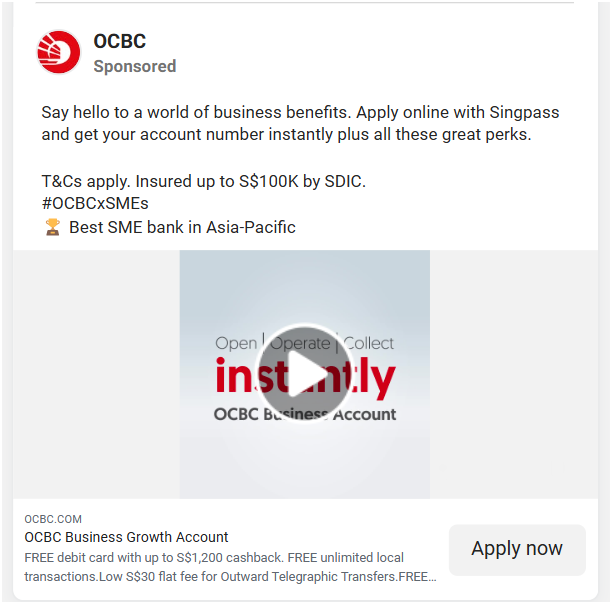 OCBC
Sponsored
Say hello to a world of business benefits. Apply online with Singpass
and get your account number instantly plus all these great perks.
T&Cs apply. Insured up to S$100K by SDIC.
#OCBCxSMEs
🏆 Best SME bank in Asia-Pacific
Open | Operate | Collect
instantly
OCBC Business Account
OCBC.COM
OCBC Business Growth Account
FREE debit card with up to S$1,200 cashback. FREE unlimited local
transactions.Low S$30 flat fee for Outward Telegraphic Transfers.FREE…
Apply now